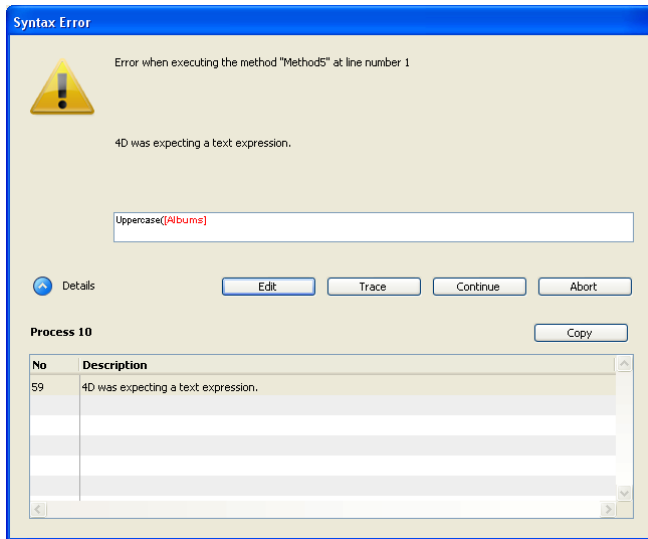 Syntax Error
Error when executing the method "Method5" at line number 1
4D was expecting a text expression.
Uppercase([Albums]
Details
Edit
Trace
Continue
Abort
Process 10
Copy
No Description
59 4D was expecting a text expression.